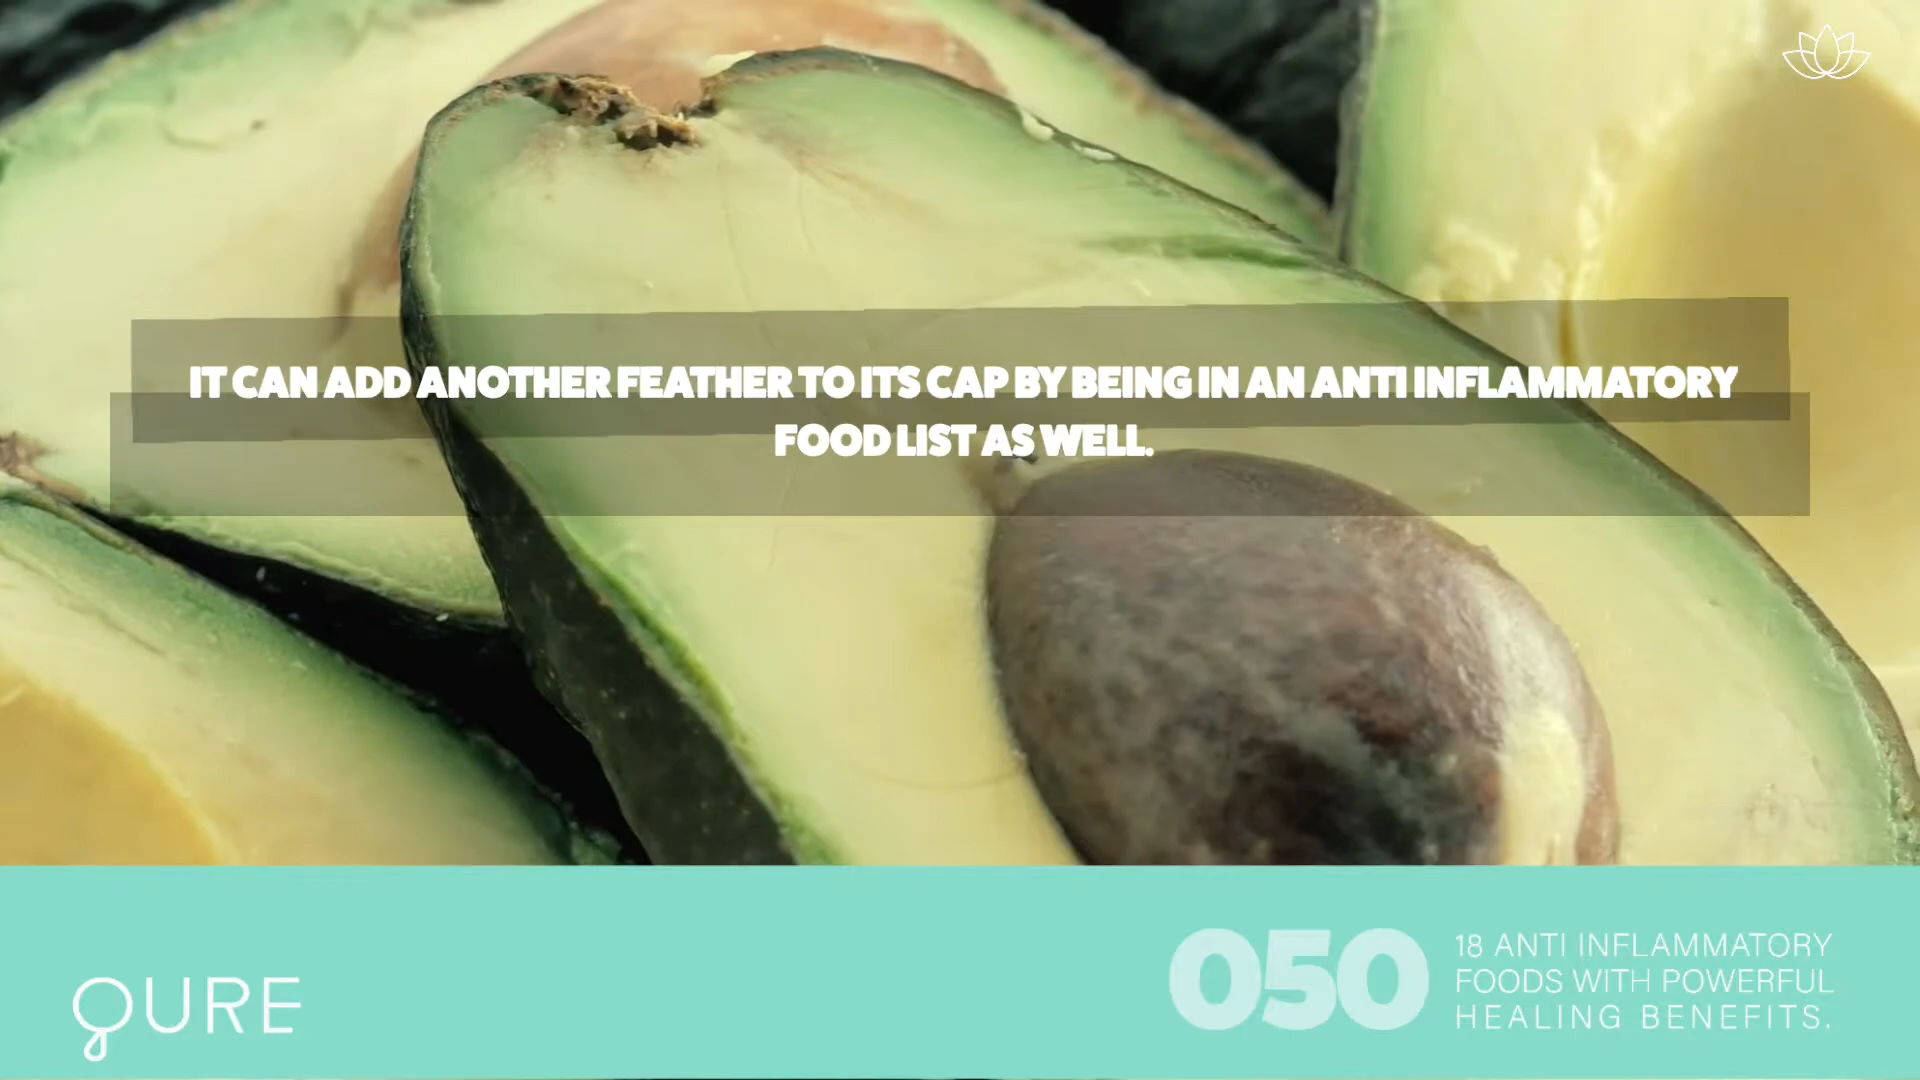 IT CAN ADD ANOTHER FEATHER TO ITS CAP BY BEING IN AN ANTI INFLAMMATORY
FOOD LIST AS WELL.
QURE
050
18 ANTI INFLAMMATORY
FOODS WITH POWERFUL
HEALING BENEFITS.